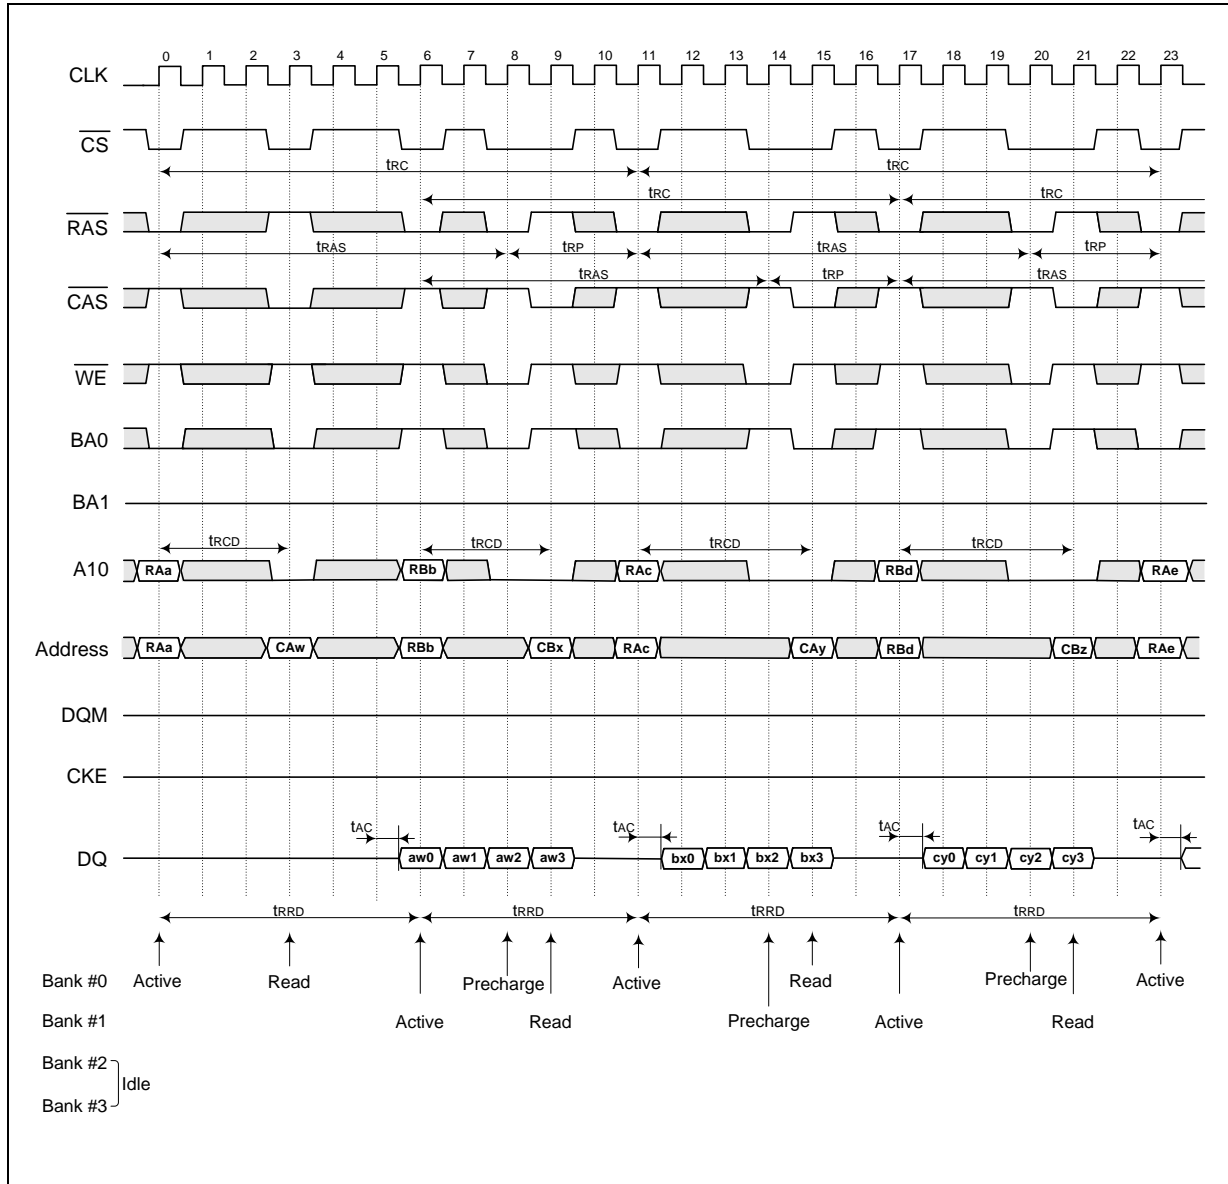 0 1 2 3 4 5 6 7 8 9 10 11 12 13 14 15 16 17 18 19 20 21 22 23
CLK
CS
tRC tRC
tRC tRC
RAS
tRAS tRP tRAS tRP
tRAS tRP tRAS
CAS
WE
BA0
BA1
tRCD tRCD tRCD tRCD
A10 RAa RBb RAc RBd RAe
Address RAa CAw RBb CBx RAc CAy RBd CBz RAe
DQM
CKE
tAC tAC tAC tAC
DQ aw0 aw1 aw2 aw3 bx0 bx1 bx2 bx3 cy0 cy1 cy2 cy3
tRRD tRRD tRRD tRRD
Bank #0 Active Read Precharge Active Read Precharge Active
Bank #1 Active Read Precharge Active Read
Bank #2
Idle
Bank #3